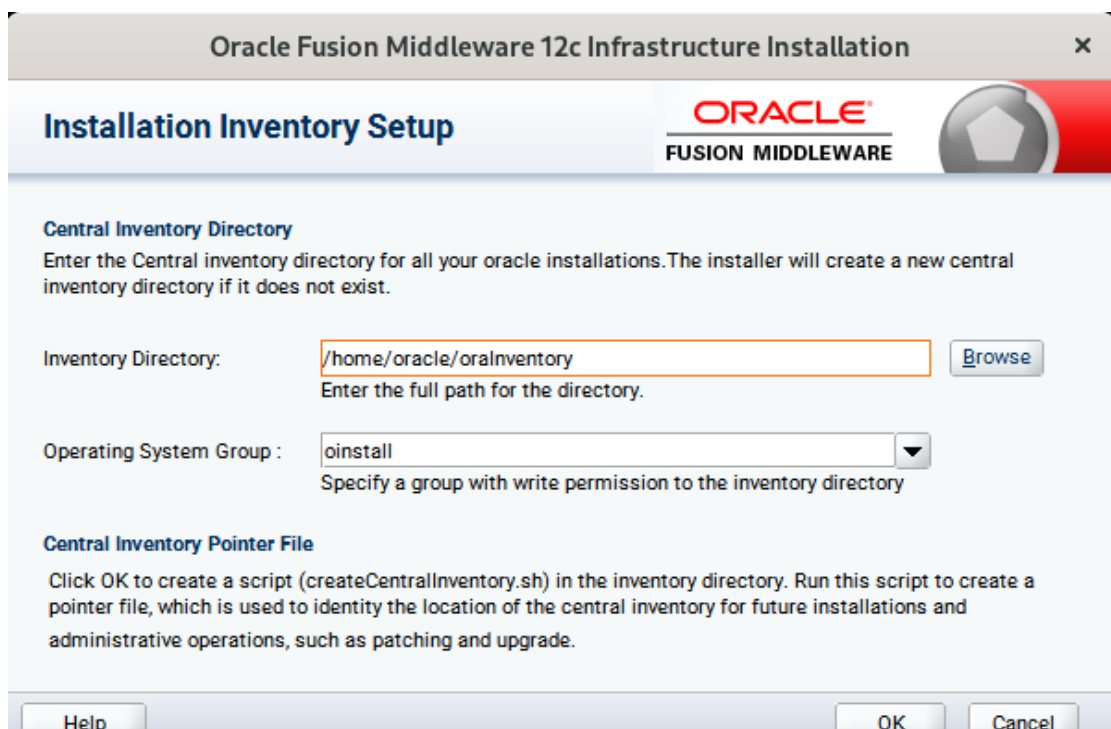 Oracle Fusion Middleware 12c Infrastructure Installation
Installation Inventory Setup
ORACLE
FUSION MIDDLEWARE
Central Inventory Directory
Enter the Central inventory directory for all your oracle installations.The installer will create a new central
inventory directory if it does not exist.
Inventory Directory:
/home/oracle/oraInventory
Browse
Enter the full path for the directory.
Operating System Group :
oinstall
Specify a group with write permission to the inventory directory
Central Inventory Pointer File
Click OK to create a script (createCentralInventory.sh) in the inventory directory. Run this script to create a
pointer file, which is used to identity the location of the central inventory for future installations and
administrative operations, such as patching and upgrade.
Help
OK
Cancel